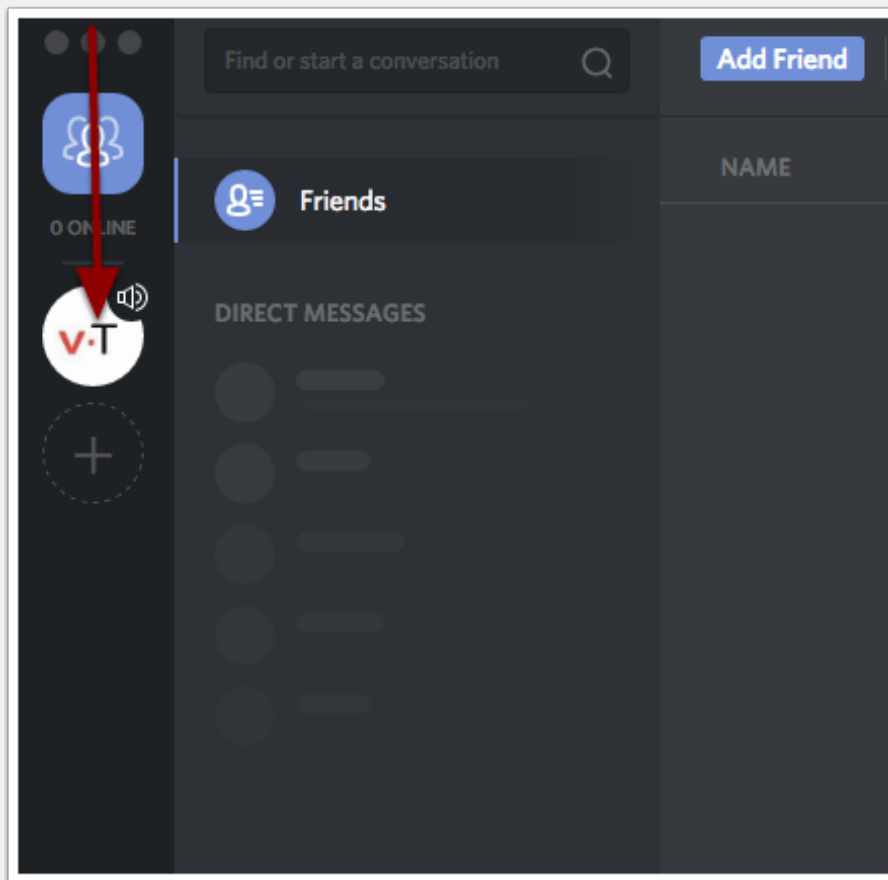 Find or start a conversation
Add Friend
NAME
Friends
0 ONLINE
DIRECT MESSAGES
v·T